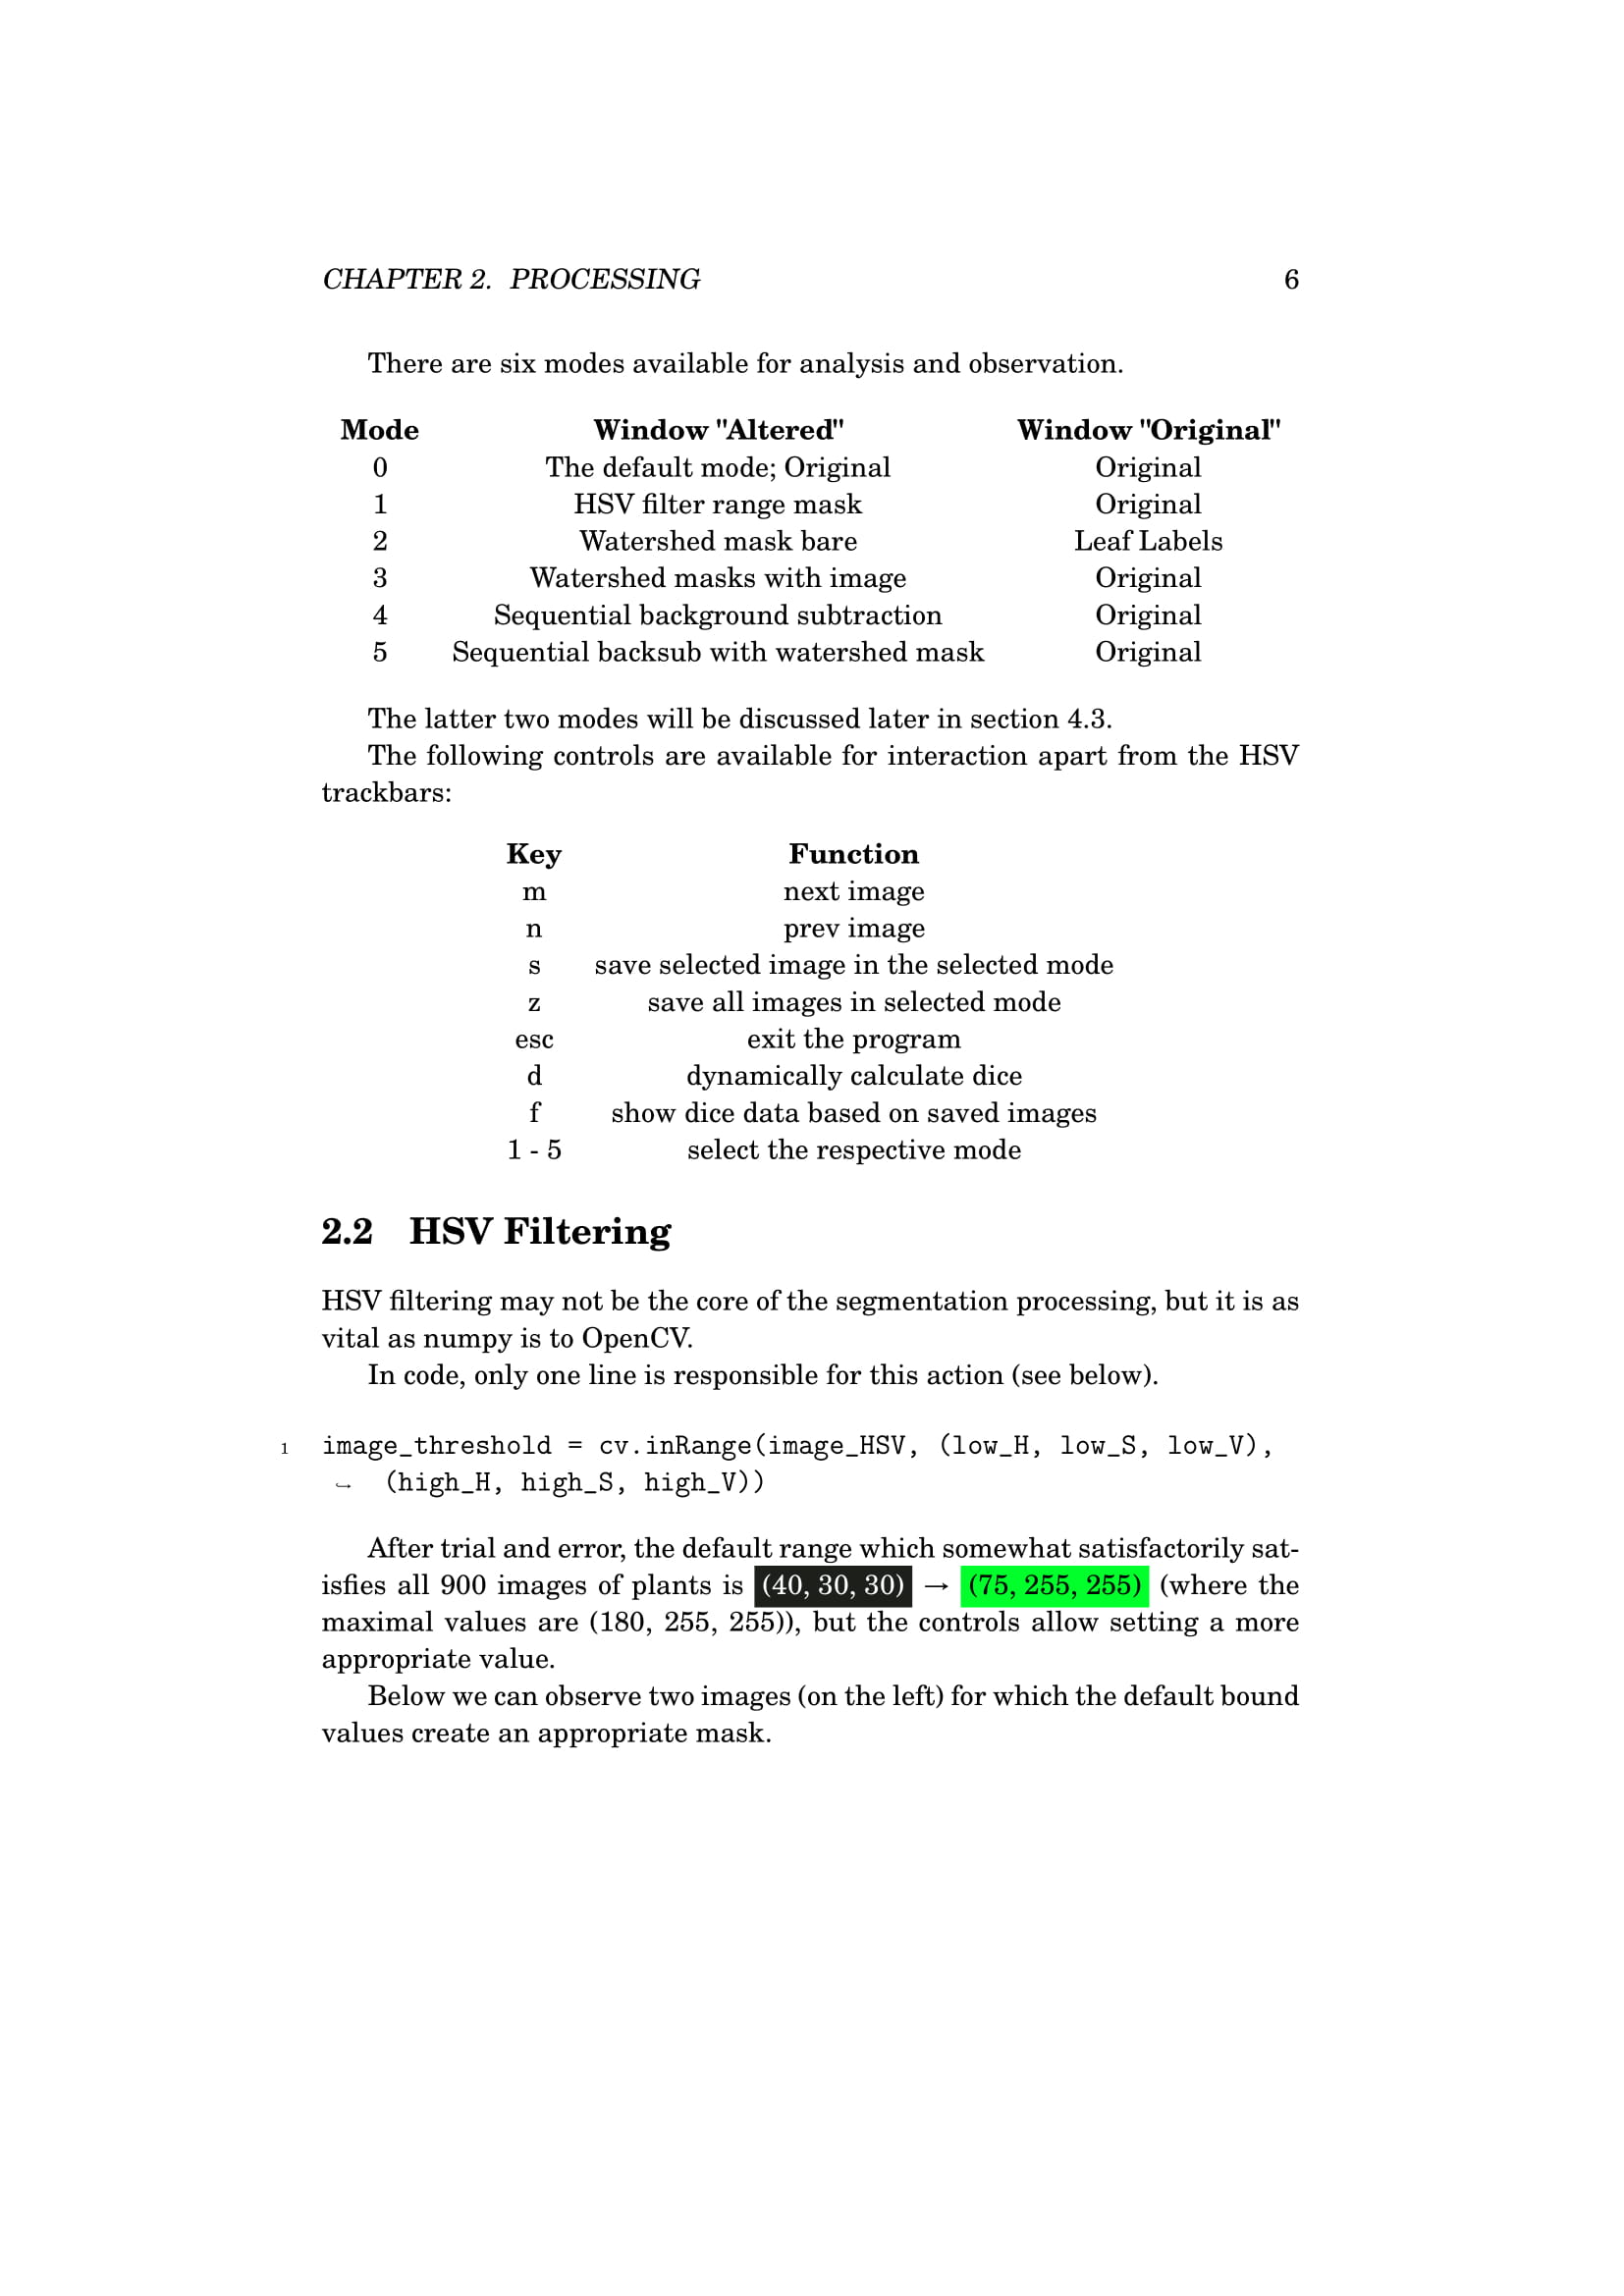 CHAPTER 2. PROCESSING 6
There are six modes available for analysis and observation.
Mode Window "Altered" Window "Original"
0 The default mode; Original Original
1 HSV filter range mask Original
2 Watershed mask bare Leaf Labels
3 Watershed masks with image Original
4 Sequential background subtraction Original
5 Sequential backsub with watershed mask Original
The latter two modes will be discussed later in section 4.3.
The following controls are available for interaction apart from the HSV
trackbars:
Key Function
m next image
n prev image
s save selected image in the selected mode
z save all images in selected mode
esc exit the program
d dynamically calculate dice
f show dice data based on saved images
1 - 5 select the respective mode
2.2 HSV Filtering
HSV filtering may not be the core of the segmentation processing, but it is as
vital as numpy is to OpenCV.
In code, only one line is responsible for this action (see below).
1 image_threshold = cv.inRange(image_HSV, (low_H, low_S, low_V),
↪ (high_H, high_S, high_V))
After trial and error, the default range which somewhat satisfactorily sat-
isfies all 900 images of plants is (40, 30, 30) → (75, 255, 255) (where the
maximal values are (180, 255, 255)), but the controls allow setting a more
appropriate value.
Below we can observe two images (on the left) for which the default bound
values create an appropriate mask.